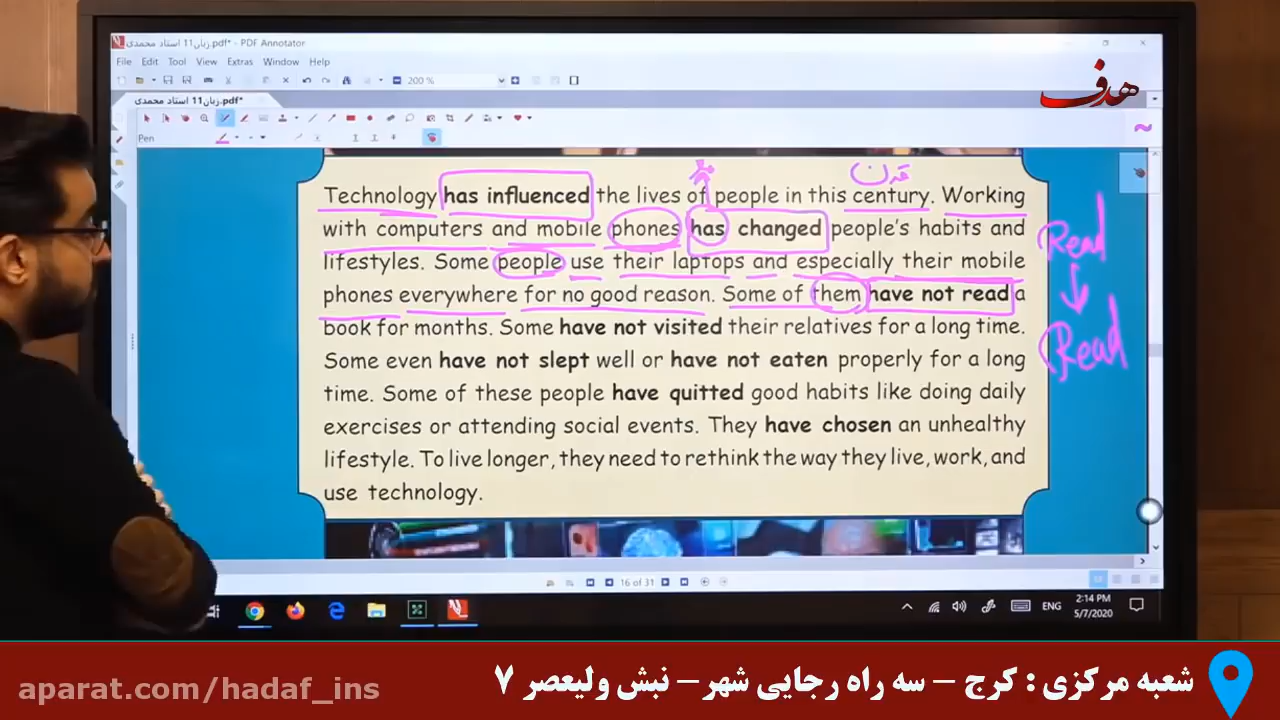 زبان11 استاد محمدی.pdf* - PDF Annotator
File Edit Tool View Extras Window Help
200 %
هدف
زبان11 استاد محمدی.pdf*
Pen
قرن
Technology has influenced the lives of people in this century. Working
with computers and mobile phones has changed people's habits and
lifestyles. Some people use their laptops and especially their mobile
phones everywhere for no good reason. Some of them have not read a
book for months. Some have not visited their relatives for a long time.
Some even have not slept well or have not eaten properly for a long
time. Some of these people have quitted good habits like doing daily
exercises or attending social events. They have chosen an unhealthy
lifestyle. To live longer, they need to rethink the way they live, work, and
use technology.
Read
Read
16 of 31
ENG
2:14 PM
5/7/2020
aparat.com/hadaf_ins
شعبه مرکزی : کرج – سه راه رجایی شهر– نبش ولیعصر ۷